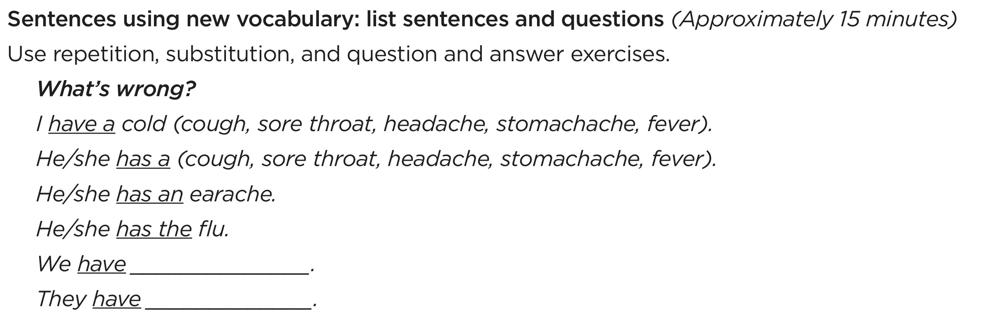 Sentences using new vocabulary: list sentences and questions (Approximately 15 minutes)
Use repetition, substitution, and question and answer exercises.
What’s wrong?
I have a cold (cough, sore throat, headache, stomachache, fever).
He/she has a (cough, sore throat, headache, stomachache, fever).
He/she has an earache.
He/she has the flu.
We have ______________.
They have _____________.